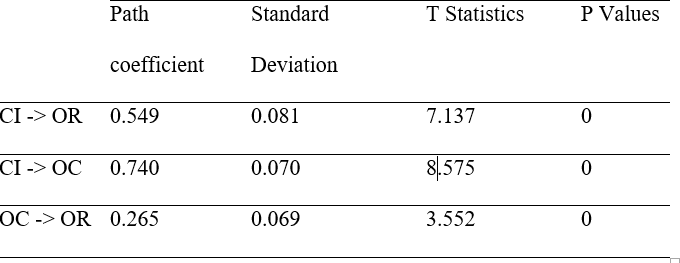 Path Standard T Statistics P Values
coefficient Deviation
CI -> OR 0.549 0.081 7.137 0
CI -> OC 0.740 0.070 8.575 0
OC -> OR 0.265 0.069 3.552 0